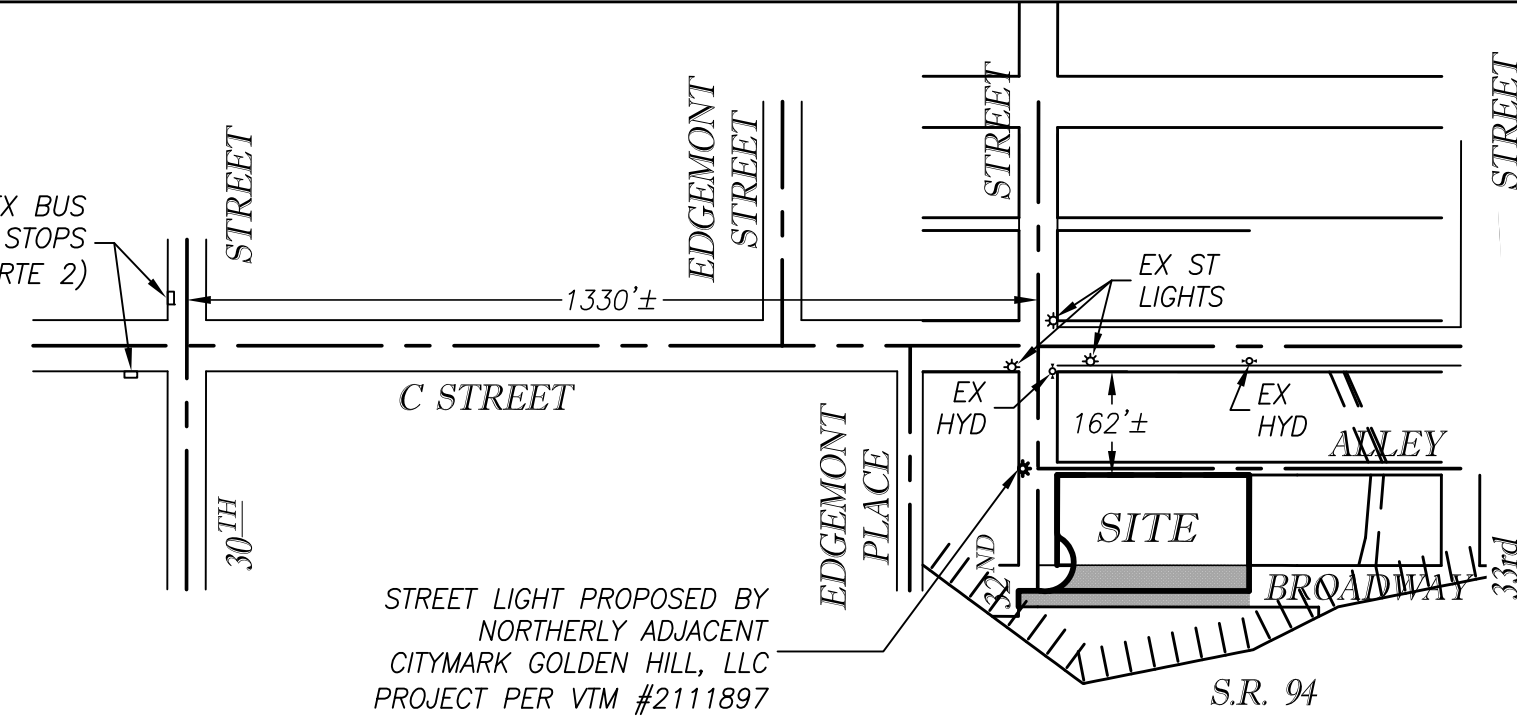 EX BUS
STOPS
RTE 2)
STREET
30TH
EDGEMONT
STREET
1330'±
C STREET
EDGEMONT
PLACE
STREET
32ND
EX ST
LIGHTS
EX
HYD
162'±
EX
HYD
ALLEY
SITE
BROADWAY
STREET
33rd
S.R. 94
STREET LIGHT PROPOSED BY
NORTHERLY ADJACENT
CITYMARK GOLDEN HILL, LLC
PROJECT PER VTM #2111897